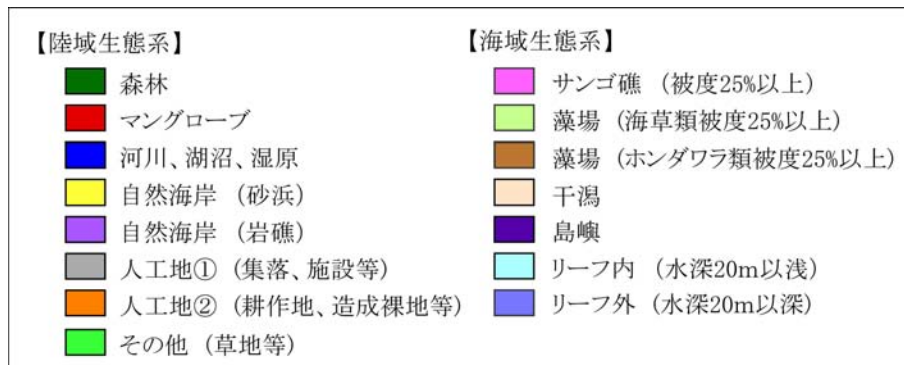 【陸域生態系】
森林
マングローブ
河川、湖沼、湿原
自然海岸 (砂浜)
自然海岸 (岩礁)
人工地① (集落、施設等)
人工地② (耕作地、造成裸地等)
その他 (草地等)
【海域生態系】
サンゴ礁 (被度25%以上)
藻場 (海草類被度25%以上)
藻場 (ホンダワラ類被度25%以上)
干潟
島嶼
リーフ内 (水深20m以浅)
リーフ外 (水深20m以深)